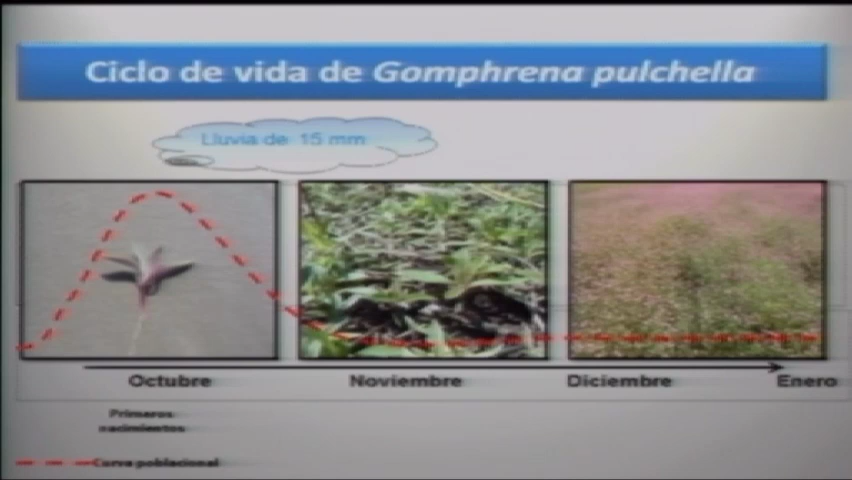 Ciclo de vida de Gomphrena pulchella
Lluvia de 15 mm
Octubre Noviembre Diciembre Enero
Primeros
nacimientos
Curva poblacional